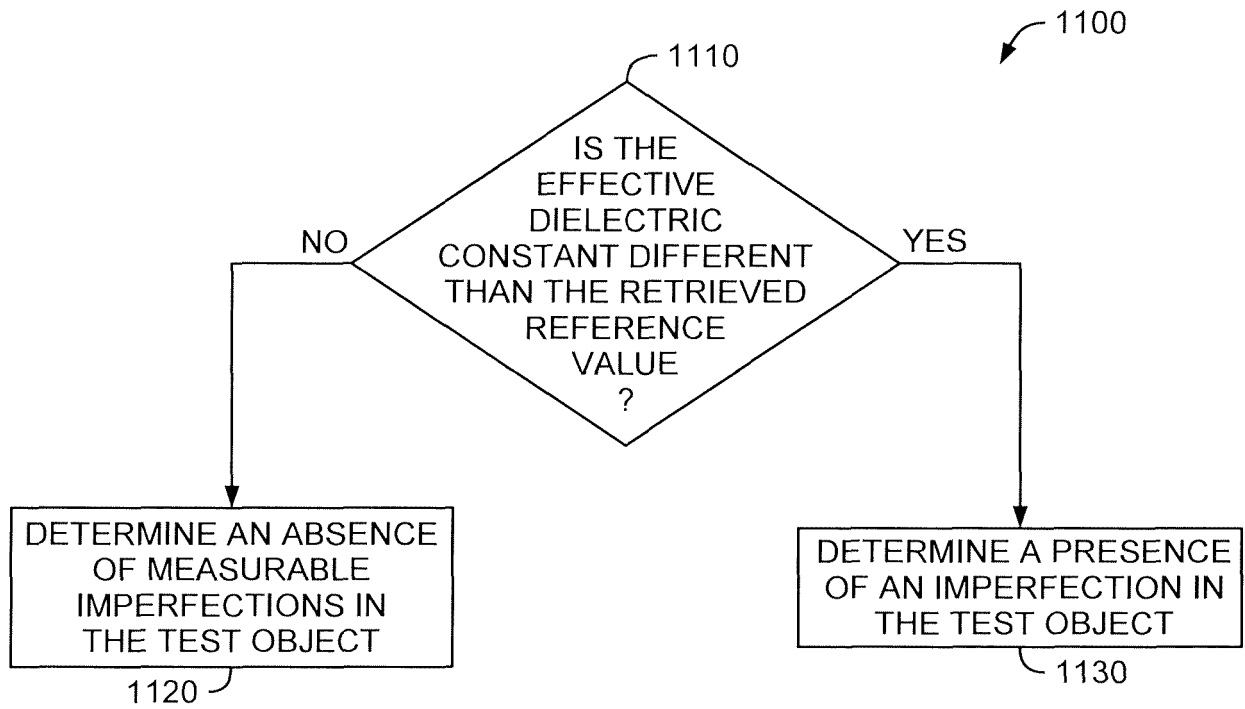 1100
1110
IS THE
EFFECTIVE
DIELECTRIC
CONSTANT DIFFERENT
THAN THE RETRIEVED
REFERENCE
VALUE
?
NO
YES
DETERMINE AN ABSENCE
OF MEASURABLE
IMPERFECTIONS IN
THE TEST OBJECT
1120
DETERMINE A PRESENCE
OF AN IMPERFECTION IN
THE TEST OBJECT
1130